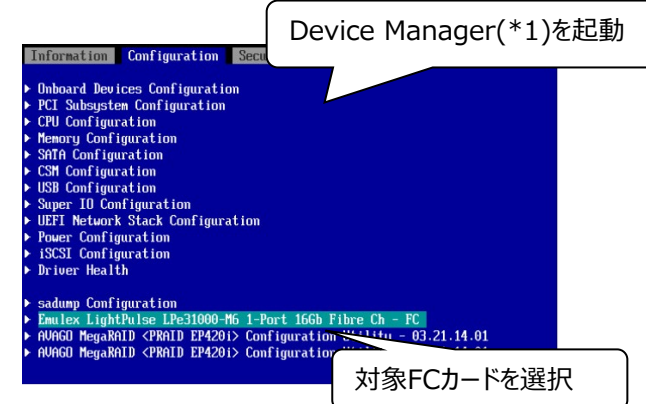 Device Manager(*1)を起動
Information Configuration Secu
Onboard Devices Configuration
PCI Subsystem Configuration
CPU Configuration
Memory Configuration
SATA Configuration
CSM Configuration
USB Configuration
Super IO Configuration
UEFI Network Stack Configuration
Power Configuration
iSCSI Configuration
Driver Health
sadump Configuration
Emulex LightPulse LPe31000-M6 1-Port 16Gb Fibre Ch - FC
AVAGO MegaRAID <PRAID EP420i> Configuration Utility - 03.21.14.01
AVAGO MegaRAID <PRAID EP420i> Configuration
対象FCカードを選択